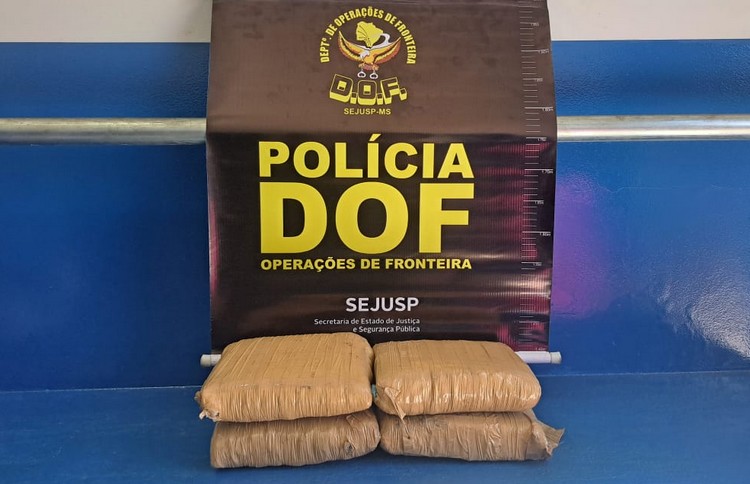 DEPTº. DE OPERAÇÕES DE FRONTEIRA
D.O.F.
SEJUSP-MS
POLÍCIA
DOF
OPERAÇÕES DE FRONTEIRA
SEJUSP
Secretaria de Estado de Justiça
e Segurança Pública